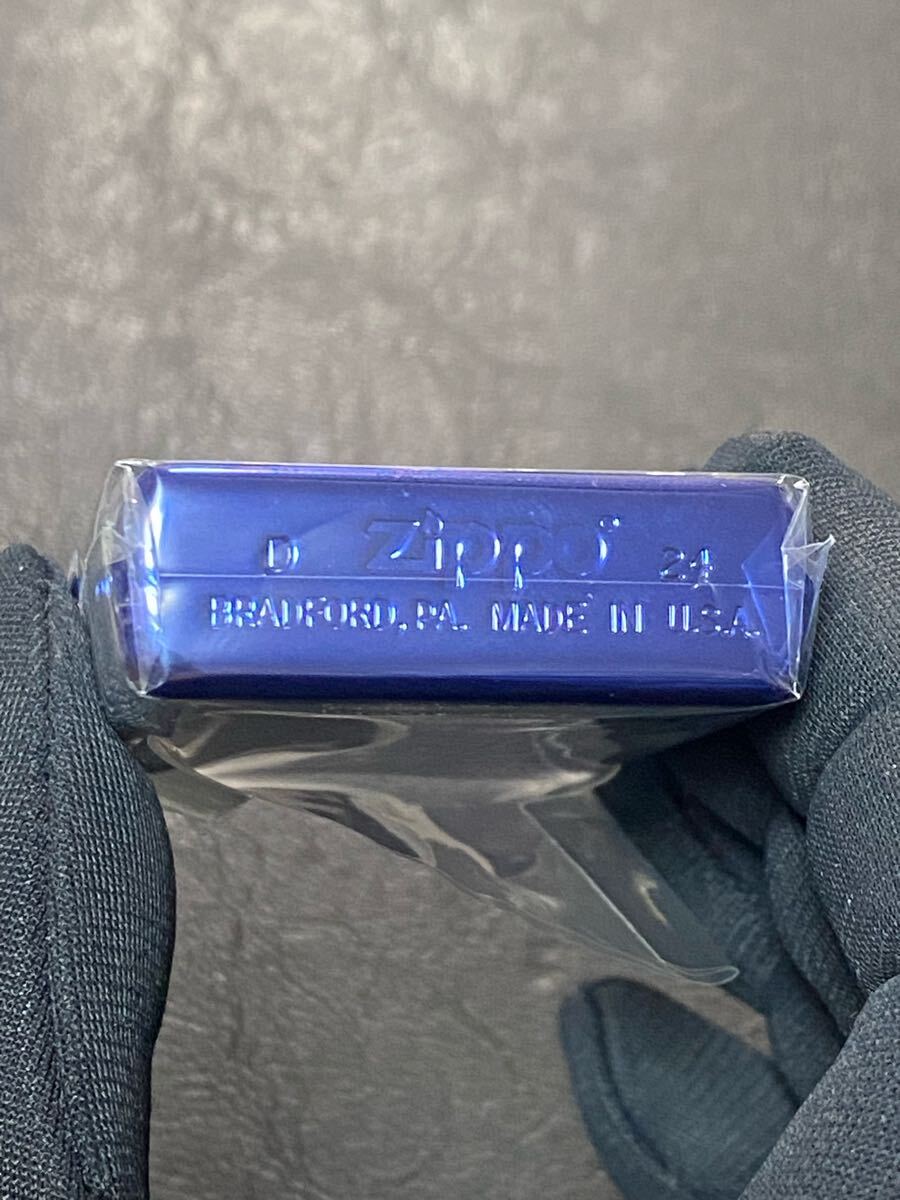 D Zippo® 24
BRADFORD, PA. MADE IN U.S.A.